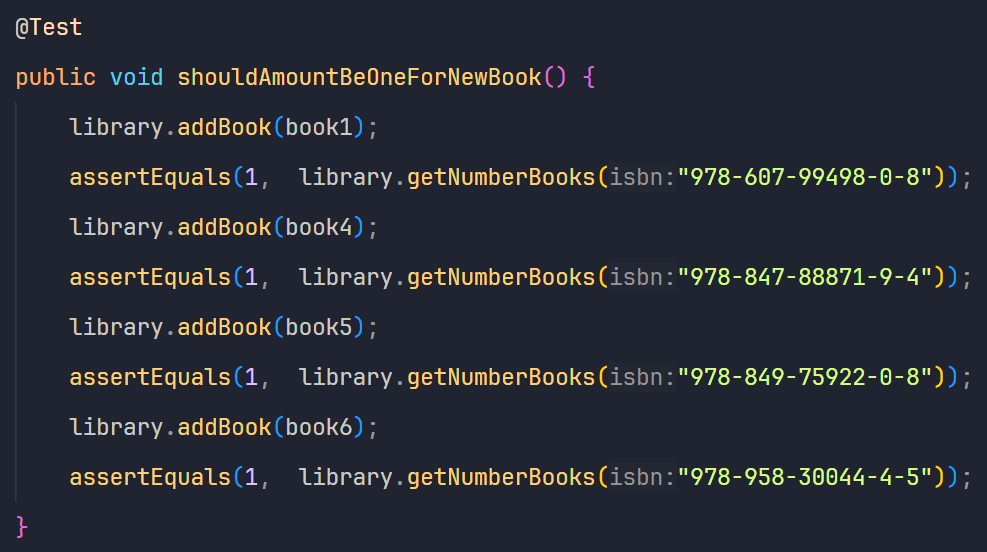 @Test
public void shouldAmountBeOneForNewBook() {
    library.addBook(book1);
    assertEquals(1,  library.getNumberBooks(isbn:"978-607-99498-0-8"));
    library.addBook(book4);
    assertEquals(1,  library.getNumberBooks(isbn:"978-847-88871-9-4"));
    library.addBook(book5);
    assertEquals(1,  library.getNumberBooks(isbn:"978-849-75922-0-8"));
    library.addBook(book6);
    assertEquals(1,  library.getNumberBooks(isbn:"978-958-30044-4-5"));
}